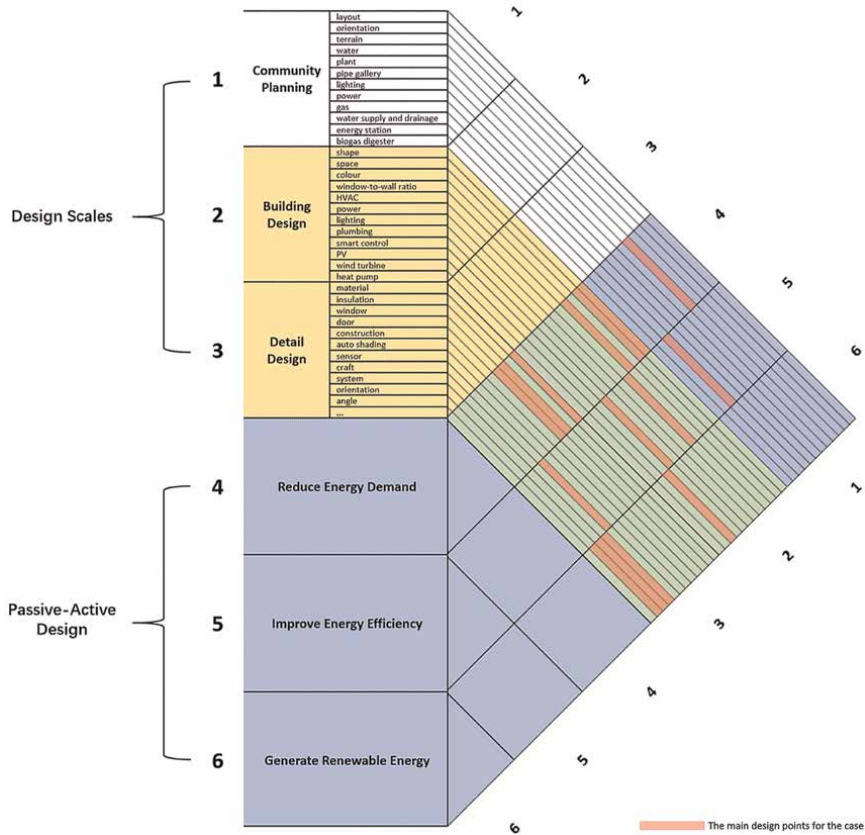 Design Scales
1
Community
Planning
layout
orientation
terrain
water
plant
pipe gallery
lighting
power
gas
water supply and drainage
energy station
biogas digester
2
Building
Design
shape
space
colour
window-to-wall ratio
HVAC
power
lighting
plumbing
smart control
PV
wind turbine
heat pump
3
Detail
Design
material
insulation
window
door
construction
auto shading
sensor
craft
system
orientation
angle
...
Passive-Active
Design
4
Reduce Energy Demand
5
Improve Energy Efficiency
6
Generate Renewable Energy
1
2
3
4
5
6
1
2
3
4
5
6
The main design points for the case